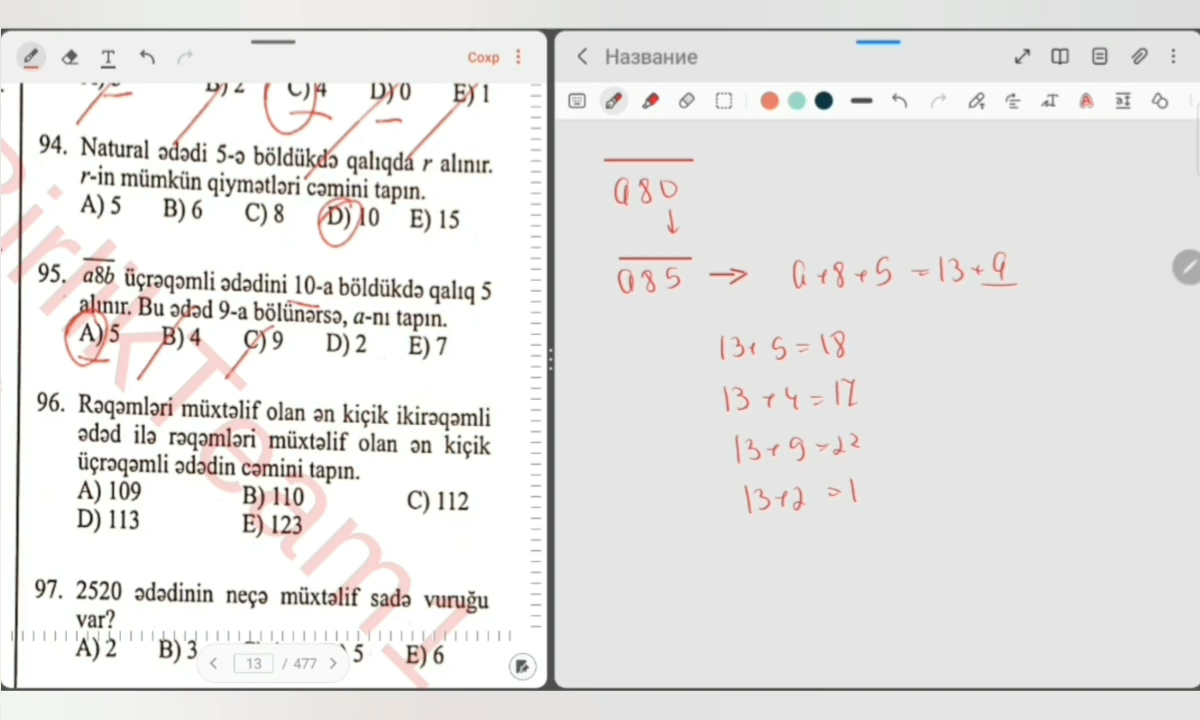 Сохр
Название
B) 2 C) 4 D) 0 E) 1
94. Natural ədədi 5-ə böldükdə qalıqda r alınır.
r-in mümkün qiymətləri cəmini tapın.
A) 5 B) 6 C) 8 D) 10 E) 15
95. a8b üçrəqəmli ədədini 10-a böldükdə qalıq 5
alınır. Bu ədəd 9-a bölünərsə, a-nı tapın.
A) 5 B) 4 C) 9 D) 2 E) 7
96. Rəqəmləri müxtəlif olan ən kiçik ikirəqəmli
ədəd ilə rəqəmləri müxtəlif olan ən kiçik
üçrəqəmli ədədin cəmini tapın.
A) 109 B) 110 C) 112
D) 113 E) 123
97. 2520 ədədinin neçə müxtəlif sadə vuruğu
var?
A) 2 B) 3 5 E) 6
13 / 477
a80
a85 → a+8+5 = 13+a
13+5=18
13+4=17
13+9=22
13+2=1